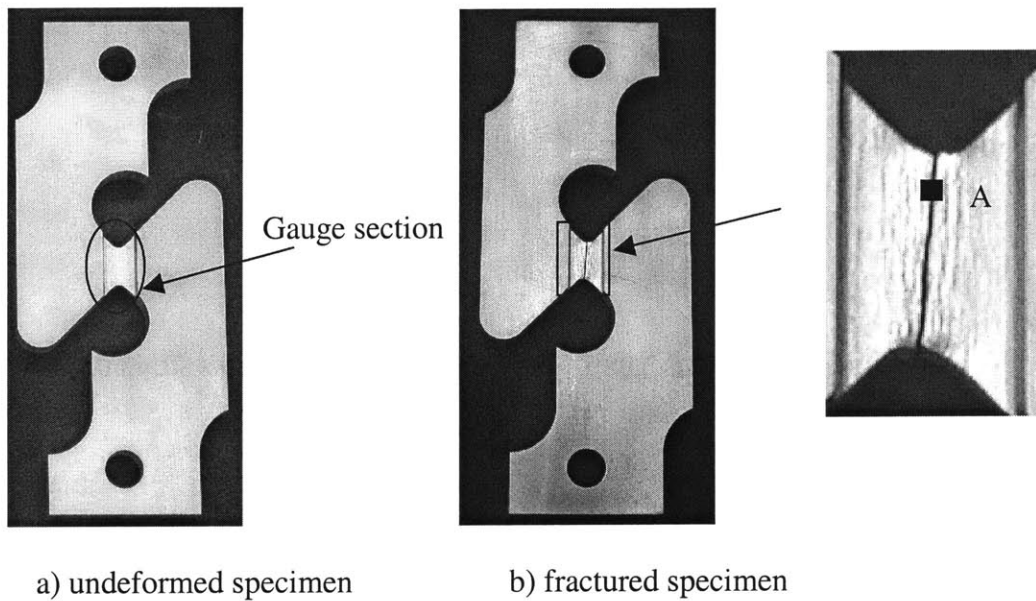 Gauge section
A
a) undeformed specimen
b) fractured specimen